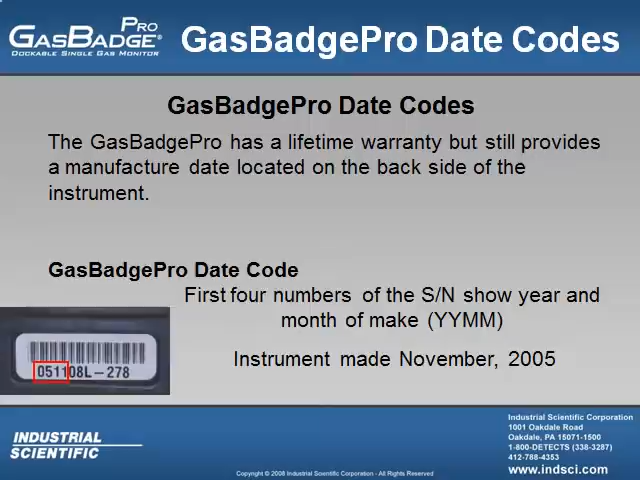 PRO
GASBADGE®
DOCKABLE SINGLE GAS MONITOR
GasBadgePro Date Codes
GasBadgePro Date Codes
The GasBadgePro has a lifetime warranty but still provides
a manufacture date located on the back side of the
instrument.
GasBadgePro Date Code
First four numbers of the S/N show year and
month of make (YYMM)
Instrument made November, 2005
051108L-278
INDUSTRIAL
SCIENTIFIC
Industrial Scientific Corporation
1001 Oakdale Road
Oakdale, PA 15071-1500
1-800-DETECTS (338-3287)
412-788-4353
www.indsci.com
Copyright © 2008 Industrial Scientific Corporation - All Rights Reserved